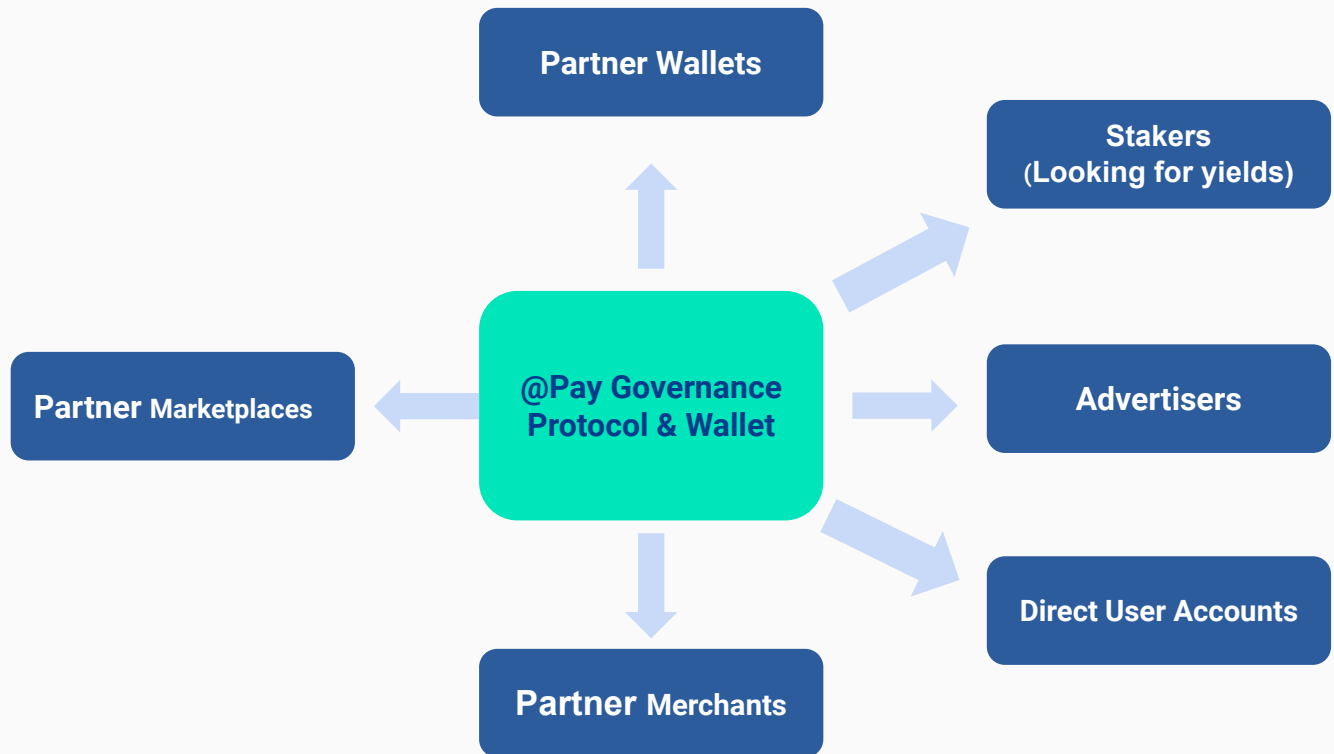 Partner Wallets
Stakers
(Looking for yields)
@Pay Governance
Protocol & Wallet
Partner Marketplaces
Advertisers
Direct User Accounts
Partner Merchants